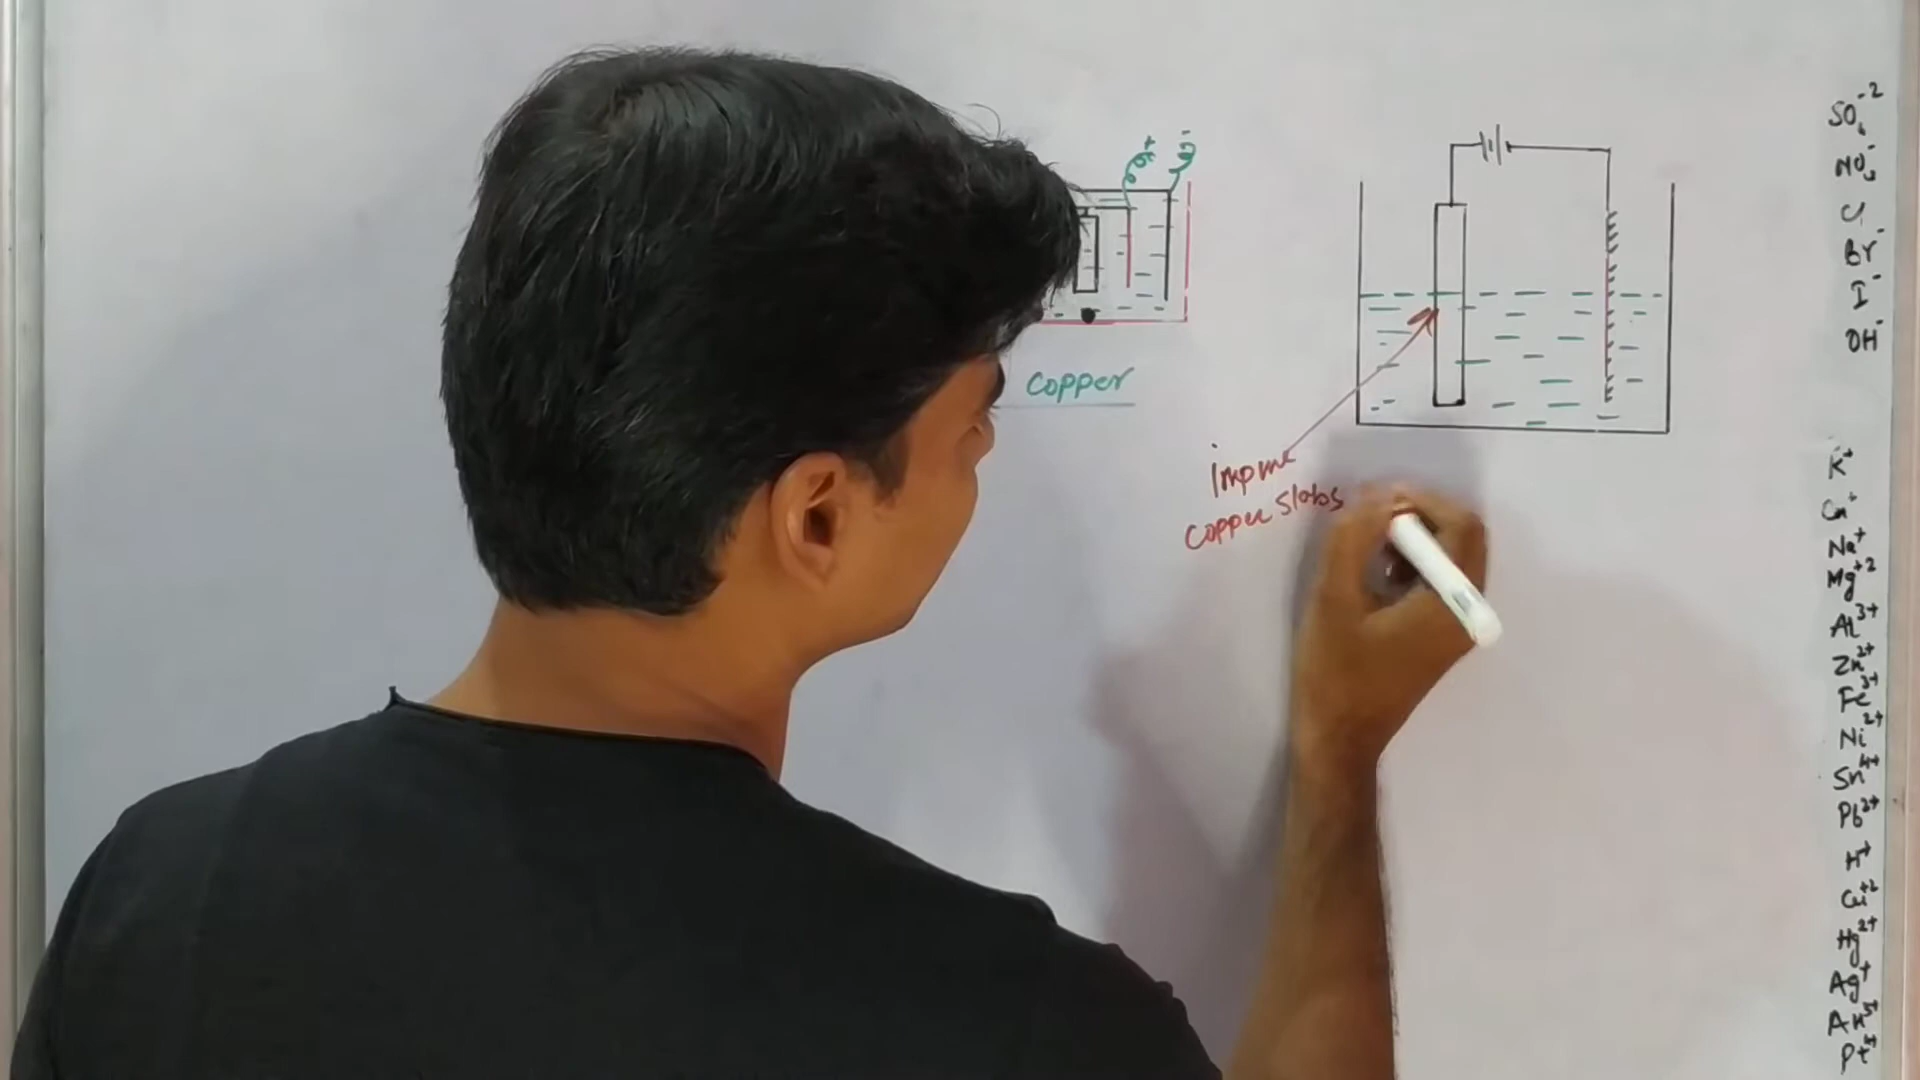 + -
copper
Impure
copper slabs
SO₄⁻²
NO₃⁻
Cl⁻
Br⁻
I⁻
OH⁻
K⁺
Ca⁺
Na⁺
Mg⁺²
Al³⁺
Zn²⁺
Fe³⁺
Ni²⁺
Sn⁴⁺
Pb²⁺
H⁺
Cu⁺²
Hg²⁺
Ag⁺
Au³⁺